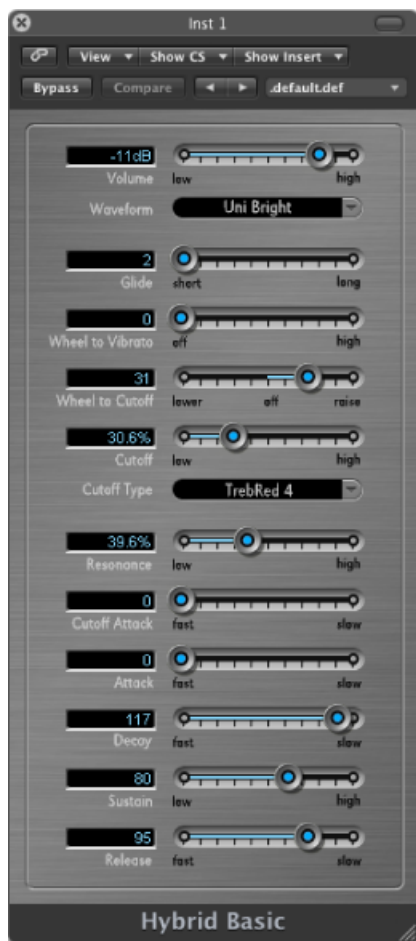 Inst 1
View Show CS Show Insert
Bypass Compare .default.def
-11dB
Volume low high
Waveform Uni Bright
2
Glide short long
0
Wheel to Vibrato off high
31
Wheel to Cutoff lower off raise
30.6%
Cutoff low high
Cutoff Type TrebRed 4
39.6%
Resonance low high
0
Cutoff Attack fast slow
0
Attack fast slow
117
Decay fast slow
80
Sustain low high
95
Release fast slow
Hybrid Basic